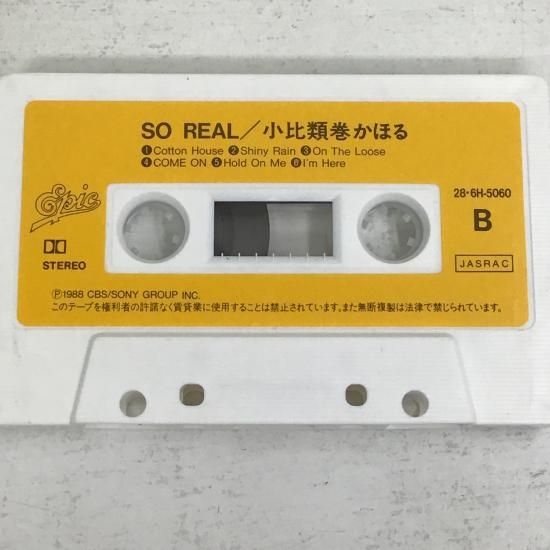 SO REAL/小比類巻かほる
❶Cotton House ❷Shiny Rain ❸On The Loose
❹COME ON ❺Hold On Me ❻I'm Here
Epic
28・6H-5060
B
STEREO
JASRAC
Ⓟ1988 CBS/SONY GROUP INC.
このテープを権利者の許諾なく賃貸業に使用することは禁止されています。また無断複製は法律で禁じられています。